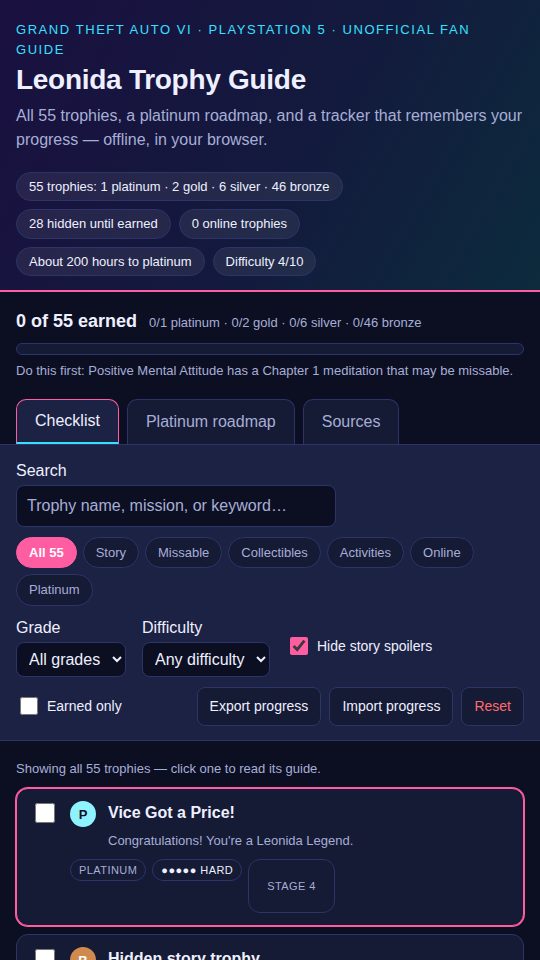 GRAND THEFT AUTO VI · PLAYSTATION 5 · UNOFFICIAL FAN
GUIDE
Leonida Trophy Guide
All 55 trophies, a platinum roadmap, and a tracker that remembers your
progress — offline, in your browser.
55 trophies: 1 platinum · 2 gold · 6 silver · 46 bronze
28 hidden until earned
0 online trophies
About 200 hours to platinum
Difficulty 4/10
0 of 55 earned 0/1 platinum · 0/2 gold · 0/6 silver · 0/46 bronze
Do this first: Positive Mental Attitude has a Chapter 1 meditation that may be missable.
Checklist
Platinum roadmap
Sources
Search
Trophy name, mission, or keyword…
All 55
Story
Missable
Collectibles
Activities
Online
Platinum
Grade
Difficulty
All grades
Any difficulty
Hide story spoilers
Earned only
Export progress
Import progress
Reset
Showing all 55 trophies — click one to read its guide.
P
Vice Got a Price!
Congratulations! You're a Leonida Legend.
PLATINUM
●●●●● HARD
STAGE 4
B
Hidden story trophy